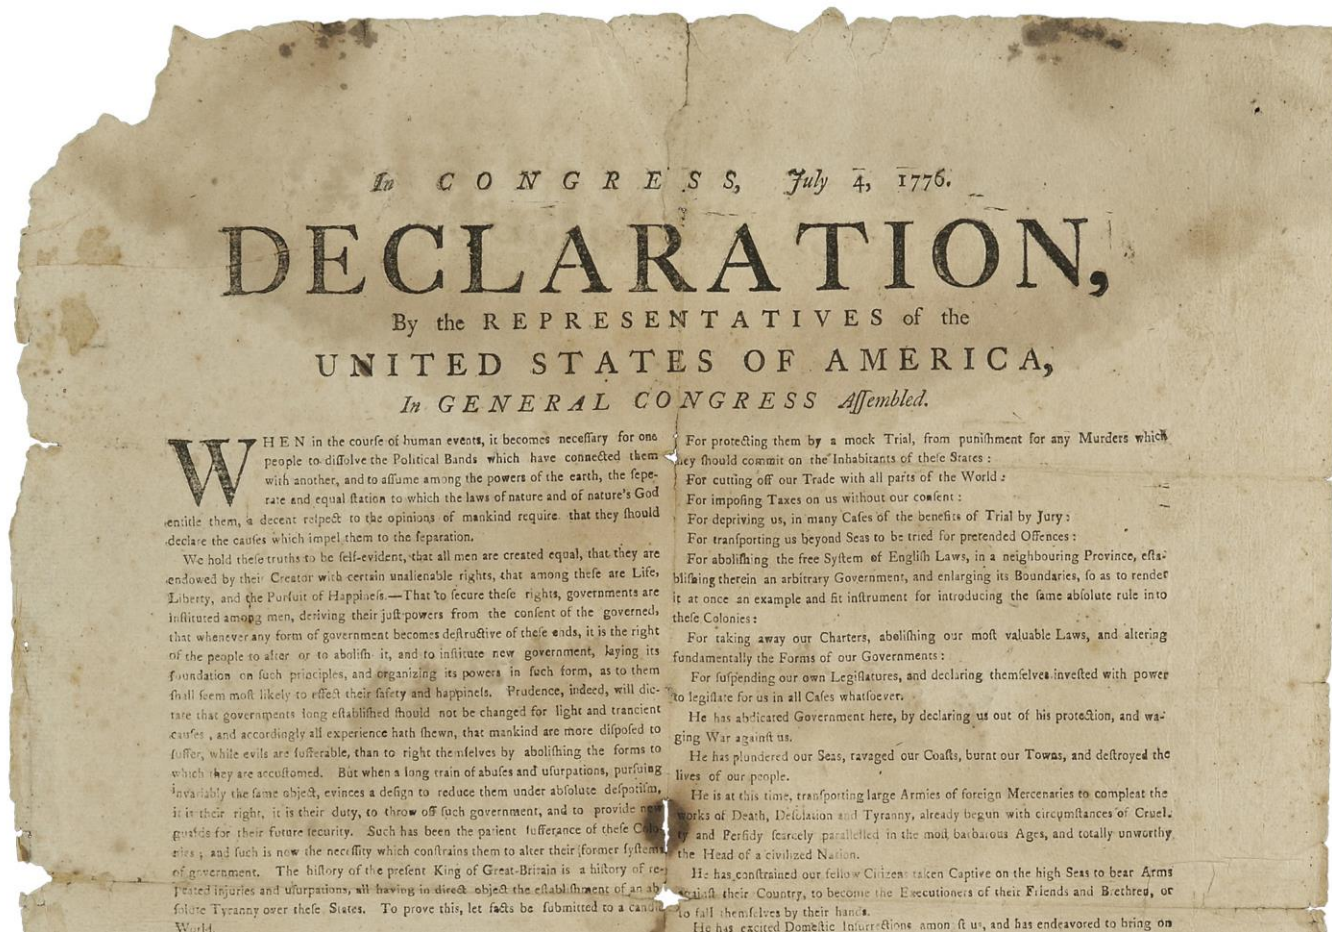 In CONGRESS, July 4, 1776.
DECLARATION,
By the REPRESENTATIVES of the
UNITED STATES OF AMERICA,
In GENERAL CONGRESS Aſſembled.
WHEN in the courſe of human events, it becomes neceſſary for one
people to diſſolve the Political Bands which have connected them
with another, and to aſſume among the powers of the earth, the ſepe-
rate and equal ſtation to which the laws of nature and of nature's God
entitle them, a decent reſpect to the opinions of mankind require that they ſhould
declare the cauſes which impel them to the ſeparation.
We hold theſe truths to be ſelf-evident, that all men are created equal, that they are
endowed by their Creator with certain unalienable rights, that among theſe are Life,
Liberty, and the Purſuit of Happineſs.—That to secure theſe rights, governments are
inſtituted among men, deriving their juſt powers from the conſent of the governed,
that whenever any form of government becomes deſtructive of theſe ends, it is the right
of the people to alter or to aboliſh it, and to inſtitute new government, laying its
foundation on ſuch principles, and organizing its powers in ſuch form, as to them
ſhall ſeem moſt likely to effect their ſafety and happineſs. Prudence, indeed, will dic-
tate that governments long eſtabliſhed ſhould not be changed for light and trancient
cauſes, and accordingly all experience hath ſhewn, that mankind are more diſpoſed to
ſuffer, while evils are ſufferable, than to right themſelves by aboliſhing the forms to
which they are accuſtomed. But when a long train of abuſes and uſurpations, purſuing
invariably the ſame object, evinces a deſign to reduce them under abſolute deſpotiſm,
it is their right, it is their duty, to throw off ſuch government, and to provide new
guards for their future ſecurity. Such has been the patient ſufferance of theſe Colo
nies ; and ſuch is now the neceſſity which conſtrains them to alter their former ſyſtems
of government. The hiſtory of the preſent King of Great-Britain is a hiſtory of re-
peated injuries and uſurpations, all having in direct object the eſtabliſhment of an ab
ſolute Tyranny over theſe States. To prove this, let facts be ſubmitted to a candid
World.
For protecting them by a mock Trial, from puniſhment for any Murders which
they ſhould commit on the Inhabitants of theſe States :
For cutting off our Trade with all parts of the World :
For impoſing Taxes on us without our conſent :
For depriving us, in many Caſes of the benefits of Trial by Jury :
For tranſporting us beyond Seas to be tried for pretended Offences :
For aboliſhing the free Syſtem of Engliſh Laws, in a neighbouring Province, eſta-
bliſhing therein an arbitrary Government, and enlarging its Boundaries, ſo as to render
it at once an example and fit inſtrument for introducing the ſame abſolute rule into
theſe Colonies :
For taking away our Charters, aboliſhing our moſt valuable Laws, and altering
fundamentally the Forms of our Governments :
For ſuſpending our own Legiſlatures, and declaring themſelves inveſted with power
to legiſlate for us in all Caſes whatſoever.
He has abdicated Government here, by declaring us out of his protection, and wa-
ging War againſt us.
He has plundered our Seas, ravaged our Coaſts, burnt our Towns, and deſtroyed the
lives of our people.
He is at this time, tranſporting large Armies of foreign Mercenaries to compleat the
works of Death, Deſolation and Tyranny, already begun with circumſtances of Cruel-
ty and Perfidy ſcarcely parallelled in the moſt barbarous Ages, and totally unworthy
the Head of a civilized Nation.
He has conſtrained our fellow Citizens taken Captive on the high Seas to bear Arms
againſt their Country, to become the Executioners of their Friends and Brethred, or
to fall themſelves by their hands.
He has excited Domeſtic Inſurrections amongſt us, and has endeavored to bring on